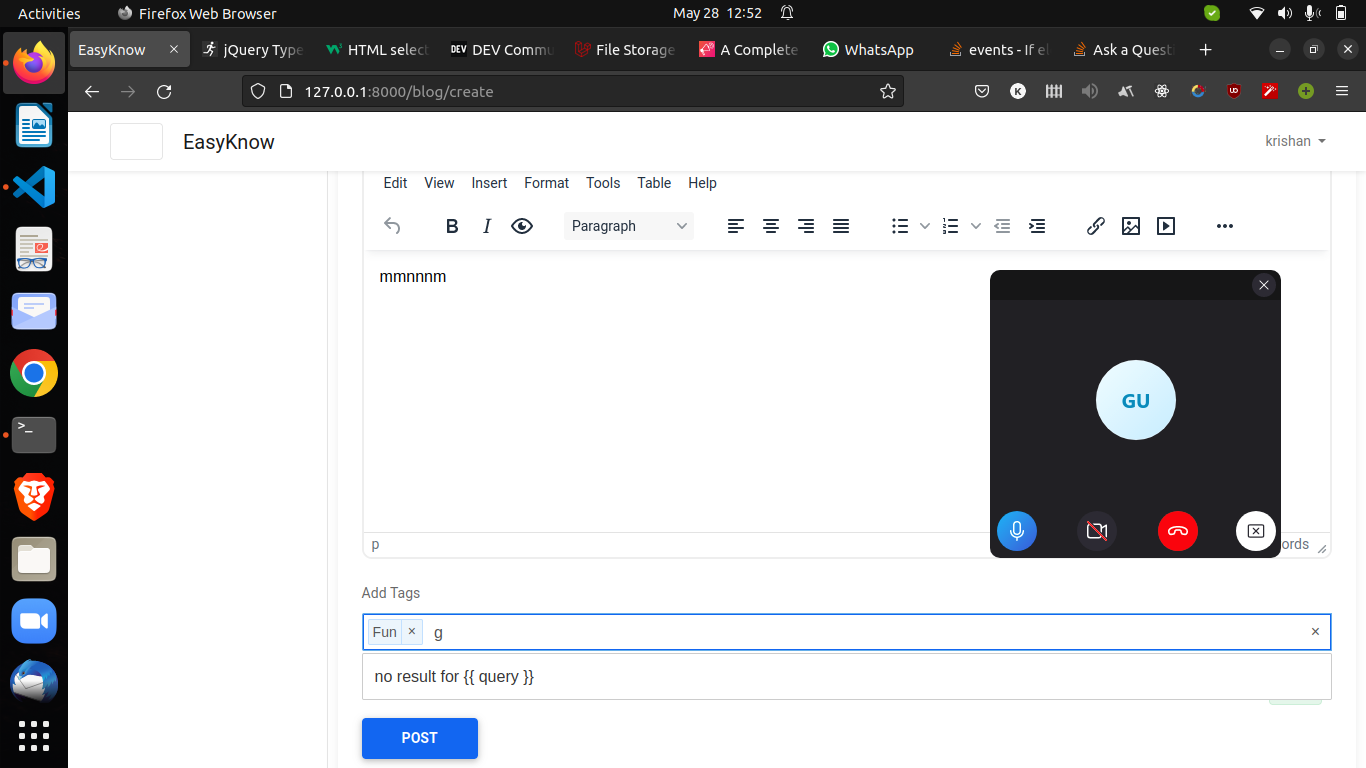 Activities Firefox Web Browser May 28 12:52
EasyKnow × jQuery Type HTML select DEV Commu File Storage A Complete WhatsApp events - If el Ask a Questi +
127.0.0.1:8000/blog/create
EasyKnow krishan
Edit View Insert Format Tools Table Help
B I Paragraph
mmnnnm
GU
p ords
Add Tags
Fun × g ×
no result for {{ query }}
POST